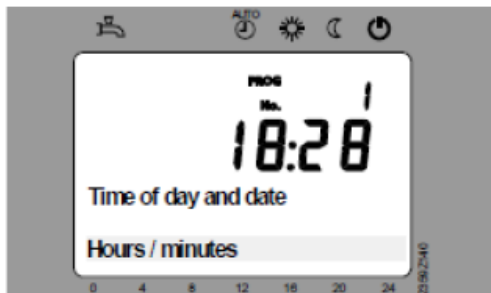 AUTO
PROG 1
No.
18:28
Time of day and date
Hours / minutes
0 4 8 12 16 20 24